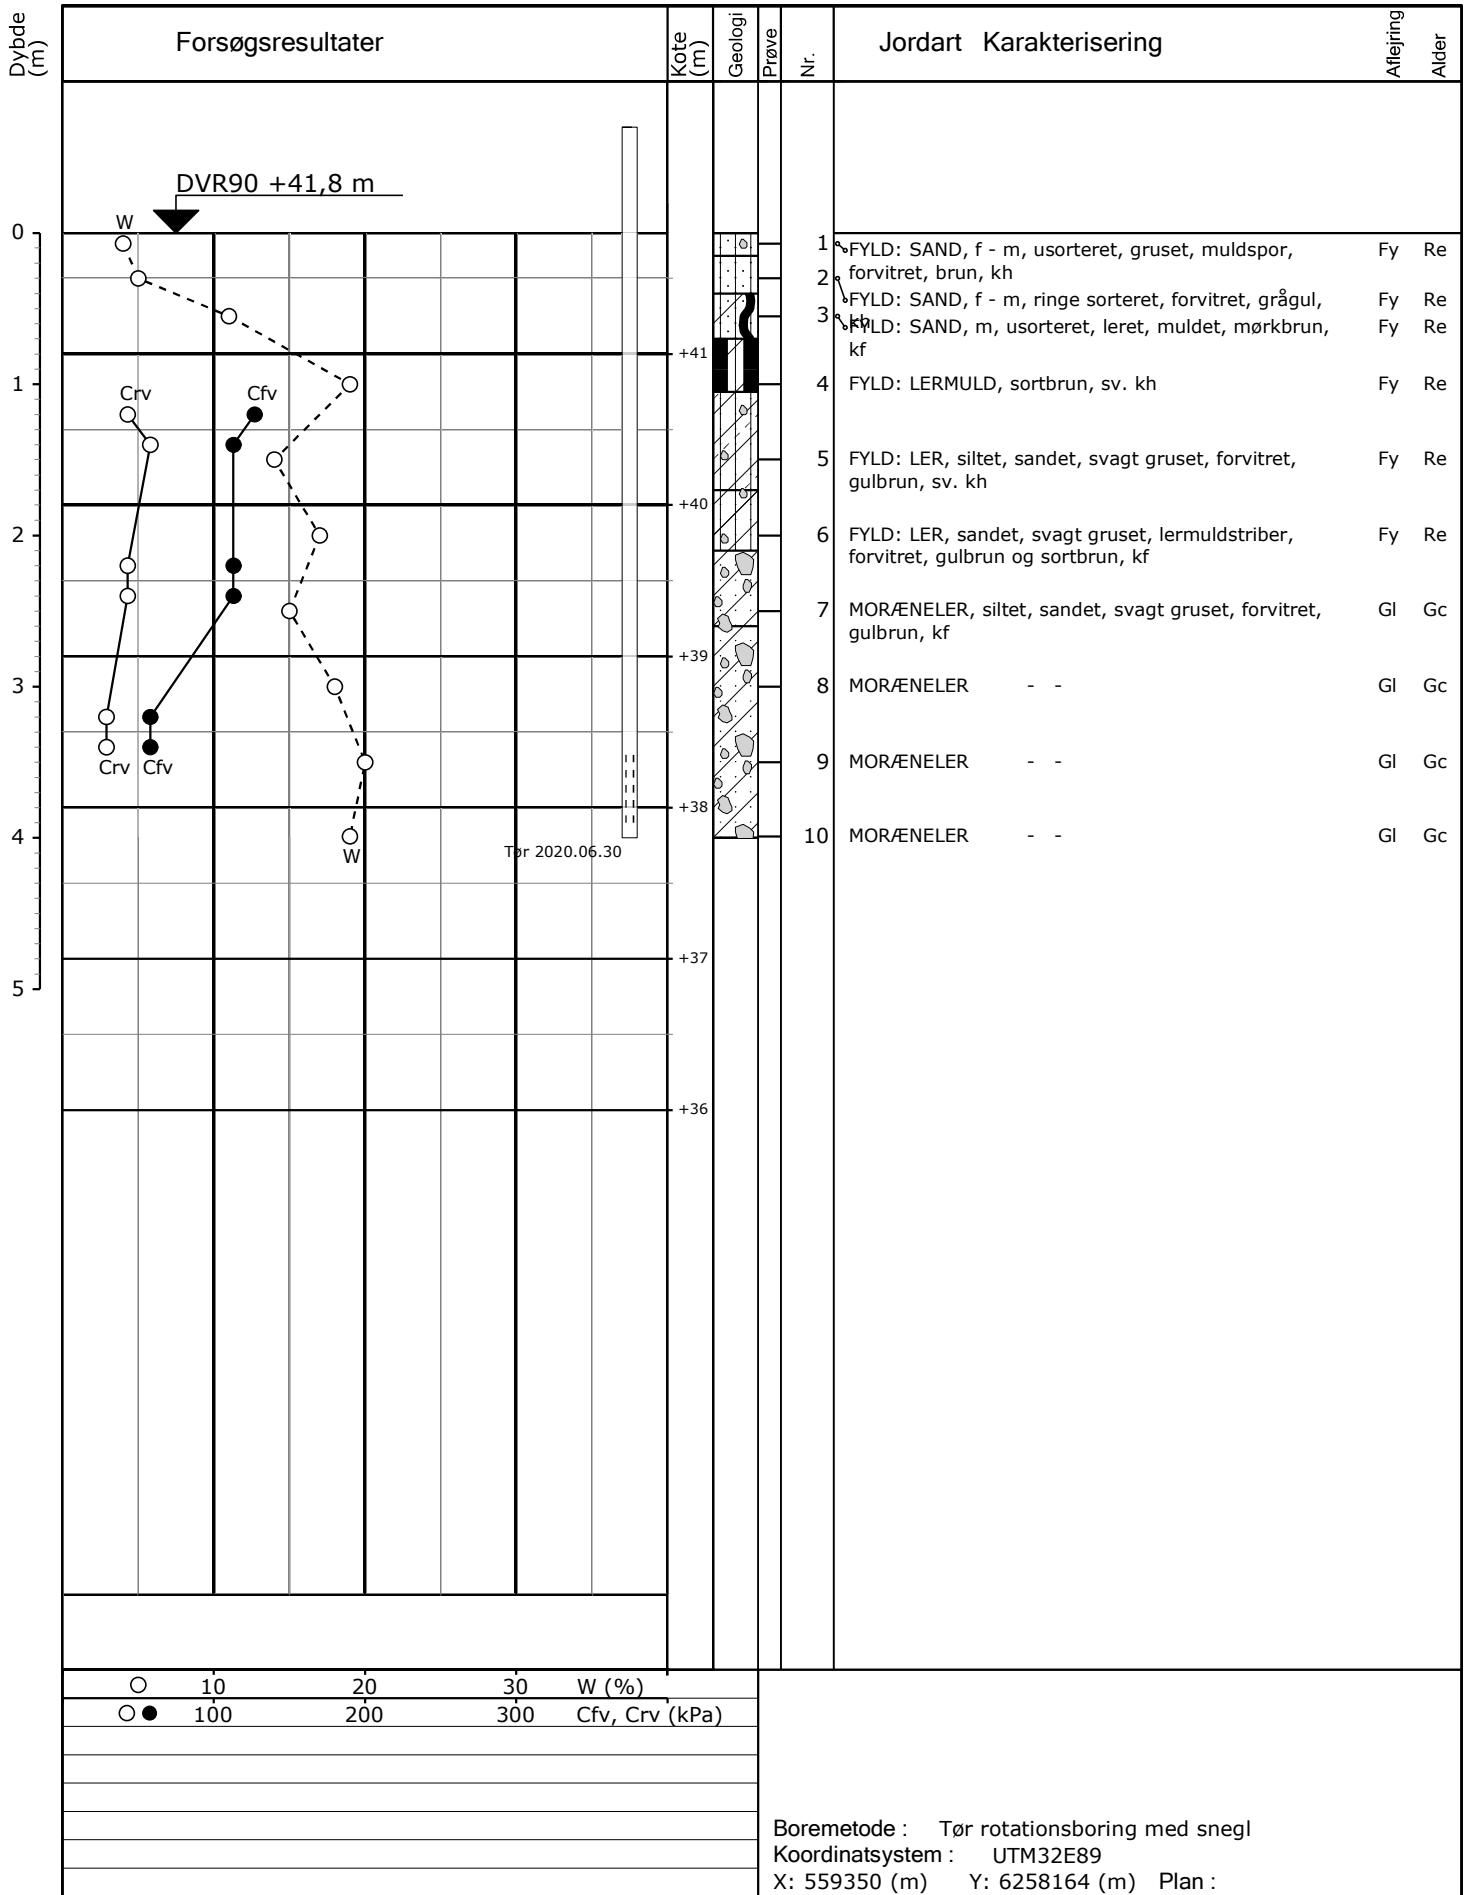 Dybde (m)
Forsøgsresultater
Kote (m)
Geologi
Prøve
Nr.
Jordart Karakterisering
Aflejring
Alder
DVR90 +41,8 m
W
0
1 FYLD: SAND, f - m, usorteret, gruset, muldspor, Fy Re
forvitret, brun, kh
2 FYLD: SAND, f - m, ringe sorteret, forvitret, grågul, Fy Re
kh
3 FYLD: SAND, m, usorteret, leret, muldet, mørkbrun, Fy Re
kf
+41
1
4 FYLD: LERMULD, sortbrun, sv. kh Fy Re
Crv Cfv
5 FYLD: LER, siltet, sandet, svagt gruset, forvitret, Fy Re
gulbrun, sv. kh
+40
2
6 FYLD: LER, sandet, svagt gruset, lermuldstriber, Fy Re
forvitret, gulbrun og sortbrun, kf
7 MORÆNELER, siltet, sandet, svagt gruset, forvitret, Gl Gc
gulbrun, kf
+39
3
8 MORÆNELER - - Gl Gc
Crv Cfv
9 MORÆNELER - - Gl Gc
+38
4
10 MORÆNELER - - Gl Gc
W
Tør 2020.06.30
+37
5
+36
10 20 30 W (%)
100 200 300 Cfv, Crv (kPa)
Boremetode : Tør rotationsboring med snegl
Koordinatsystem : UTM32E89
X: 559350 (m) Y: 6258164 (m) Plan :